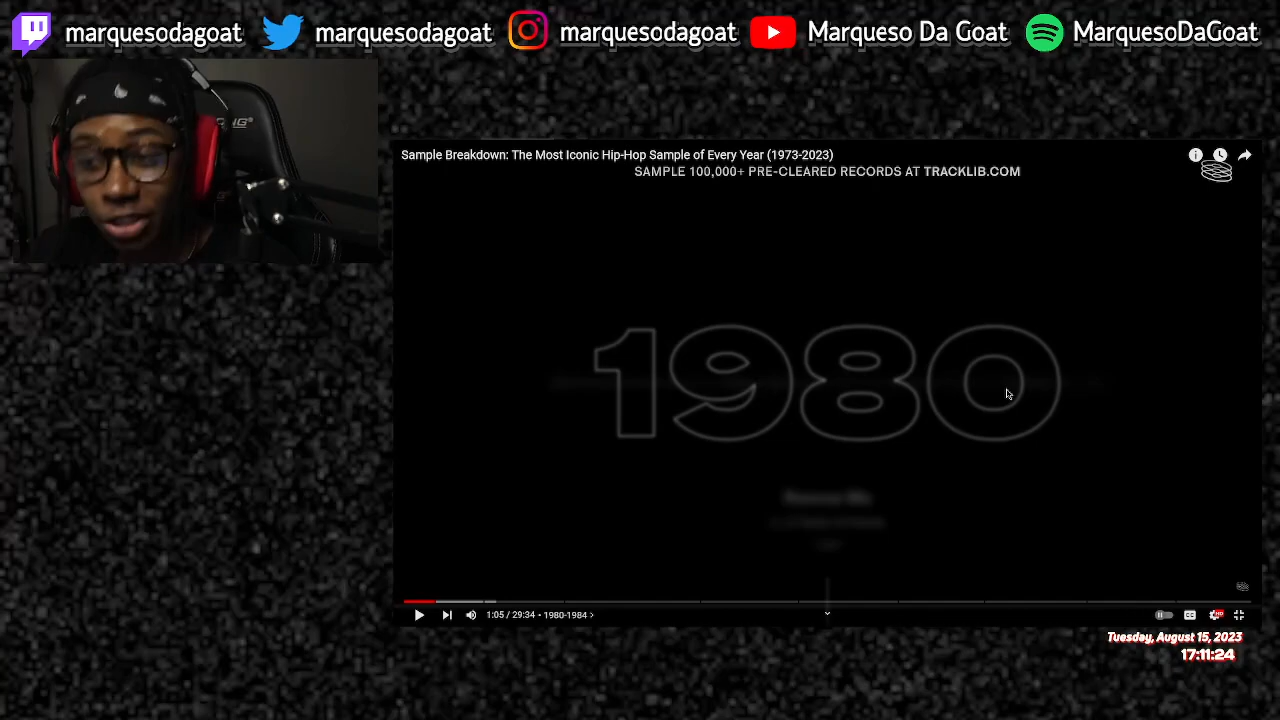 marquesodagoat marquesodagoat marquesodagoat Marqueso Da Goat MarquesoDaGoat
Sample Breakdown: The Most Iconic Hip-Hop Sample of Every Year (1973-2023)
SAMPLE 100,000+ PRE-CLEARED RECORDS AT TRACKLIB.COM
1980
1:05 / 29:34 • 1980-1984 >
CC
HD
Tuesday, August 15, 2023
17:11:24